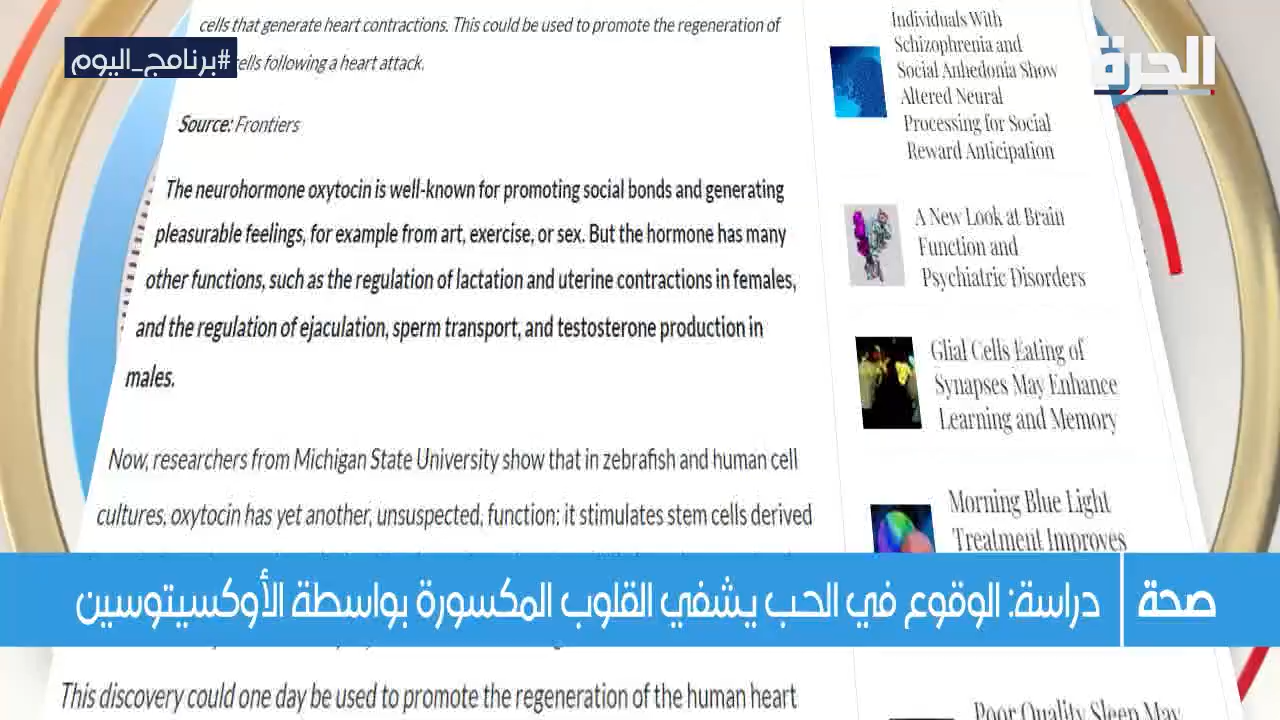 cells that generate heart contractions. This could be used to promote the regeneration of
cells following a heart attack.
#برنامج_اليوم
الحرة
Source: Frontiers
The neurohormone oxytocin is well-known for promoting social bonds and generating
pleasurable feelings, for example from art, exercise, or sex. But the hormone has many
other functions, such as the regulation of lactation and uterine contractions in females,
and the regulation of ejaculation, sperm transport, and testosterone production in
males.
Now, researchers from Michigan State University show that in zebrafish and human cell
cultures, oxytocin has yet another, unsuspected, function: it stimulates stem cells derived
This discovery could one day be used to promote the regeneration of the human heart
Individuals With
Schizophrenia and
Social Anhedonia Show
Altered Neural
Processing for Social
Reward Anticipation
A New Look at Brain
Function and
Psychiatric Disorders
Glial Cells Eating of
Synapses May Enhance
Learning and Memory
Morning Blue Light
Treatment Improves
Poor Quality Sleep May
صحة
دراسة: الوقوع في الحب يشفي القلوب المكسورة بواسطة الأوكسيتوسين